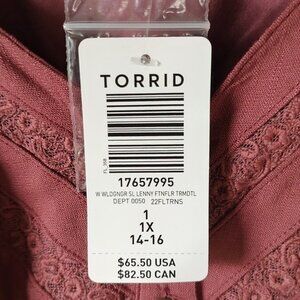 TORRID
17657995
W WLDDNGR SL LENNY FTNFLR TRMDTL
DEPT 0050 22FLTRNS
1
1X
14-16
$65.50 USA
$82.50 CAN